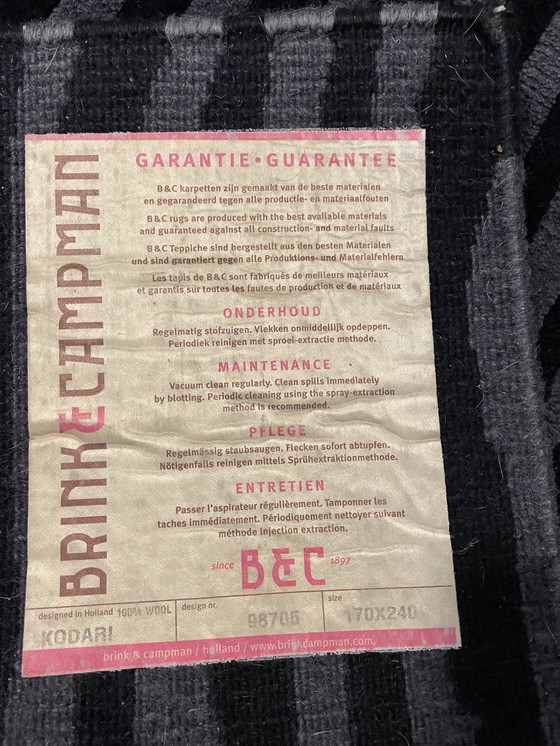 BRINK & CAMPMAN
GARANTIE • GUARANTEE
B&C karpetten zijn gemaakt van de beste materialen
en gegarandeerd tegen alle productie- en materiaalfouten
B&C rugs are produced with the best available materials
and guaranteed against all construction- and material faults
B&C Teppiche sind hergestellt aus den besten Materialen
und sind garantiert gegen alle Produktions- und Materialfehlern
Les tapis de B&C sont fabriqués de meilleurs matériaux
et garantis sur toutes les fautes de production et de matériaux
ONDERHOUD
Regelmatig stofzuigen. Vlekken onmiddellijk opdeppen.
Periodiek reinigen met sproei-extractie methode.
MAINTENANCE
Vacuum clean regularly. Clean spills immediately
by blotting. Periodic cleaning using the spray-extraction
method is recommended.
PFLEGE
Regelmässig staubsaugen. Flecken sofort abtupfen.
Nötigenfalls reinigen mittels Sprühextraktionmethode.
ENTRETIEN
Passer l'aspirateur régulièrement. Tamponner les
taches immédiatement. Périodiquement nettoyer suivant
méthode injection extraction.
since B&C 1897
designed in Holland 100% WOOL
KODARI
design nr.
98705
size
170X240
brink & campman / holland / www.brinkcampman.com